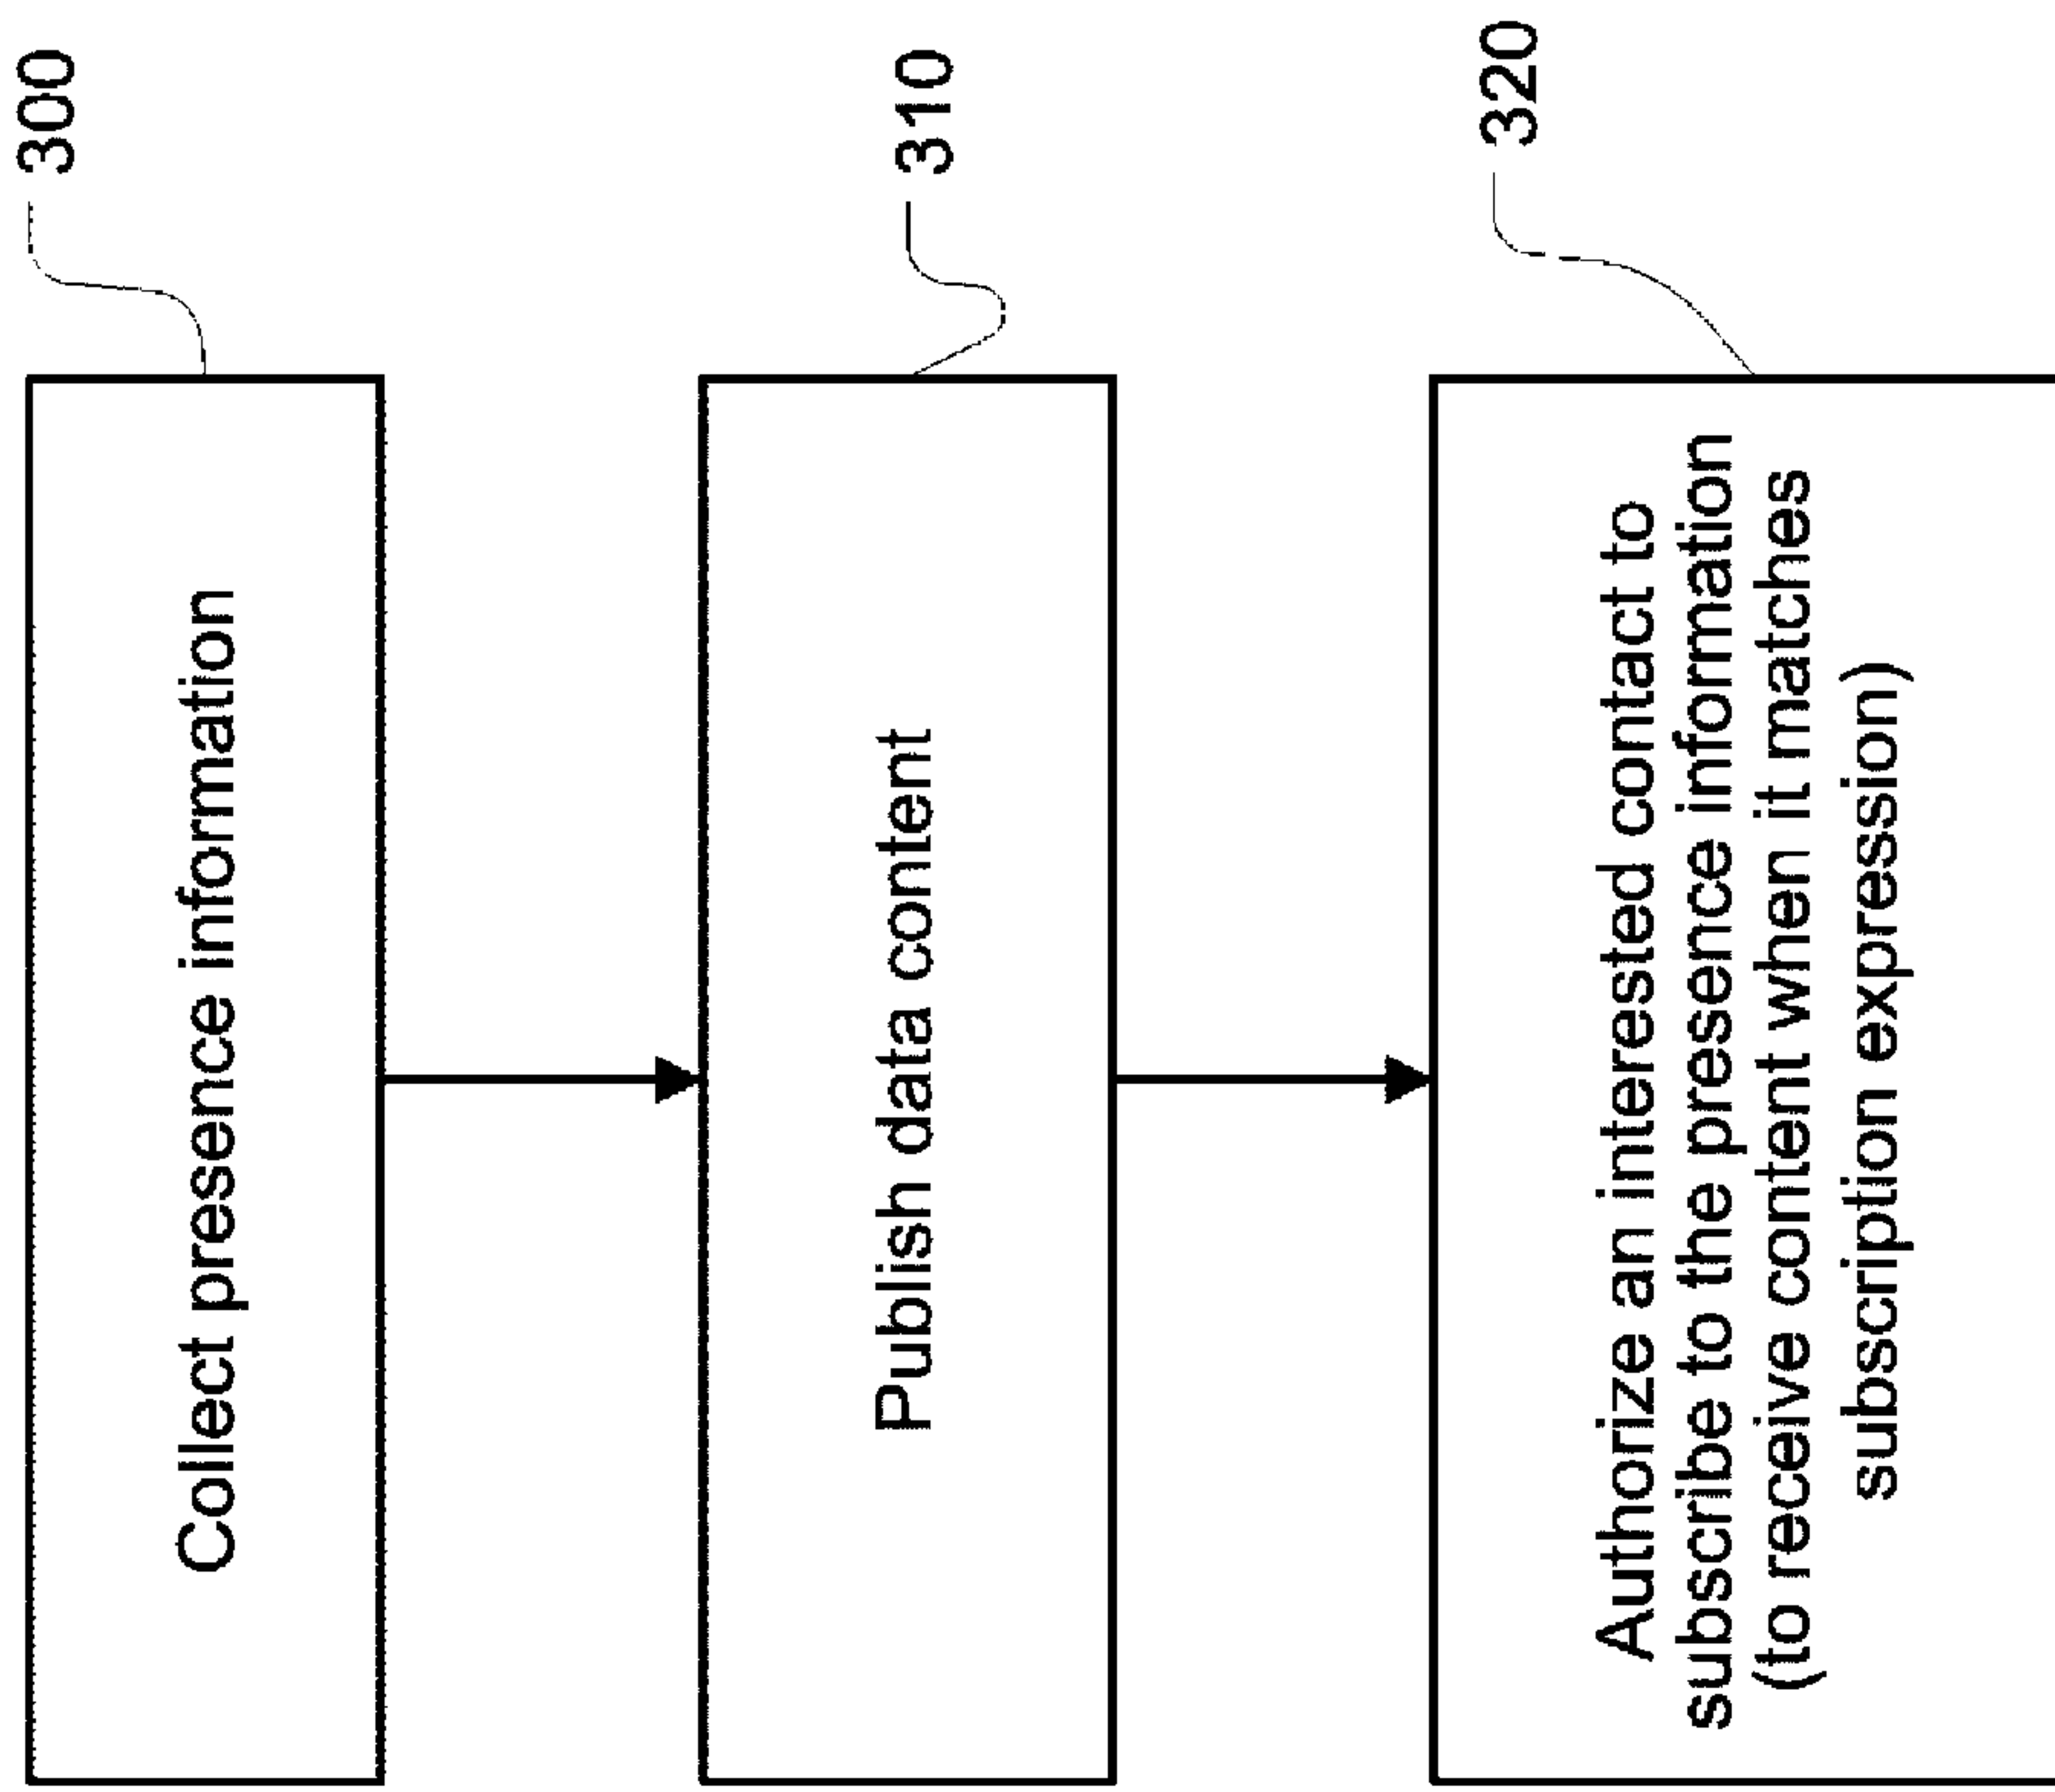 Collect presence information
300
Publish data content
310
Authorize an interested contact to
subscribe to the presence information
(to receive content when it matches
subscription expression)
320